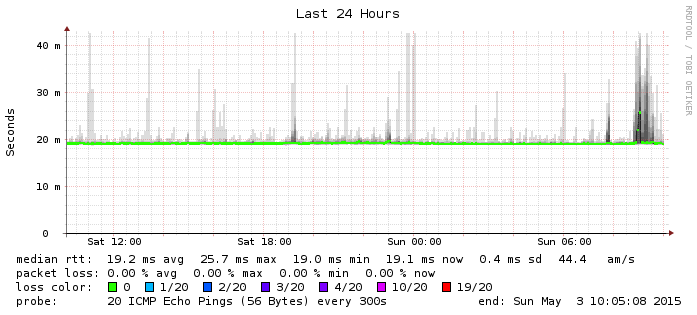 Last 24 Hours
RRDTOOL / TOBI OETIKER
Seconds
40 m
30 m
20 m
10 m
0
Sat 12:00 Sat 18:00 Sun 00:00 Sun 06:00
median rtt: 19.2 ms avg 25.7 ms max 19.0 ms min 19.1 ms now 0.4 ms sd 44.4 am/s
packet loss: 0.00 % avg 0.00 % max 0.00 % min 0.00 % now
loss color: 0 1/20 2/20 3/20 4/20 10/20 19/20
probe: 20 ICMP Echo Pings (56 Bytes) every 300s end: Sun May 3 10:05:08 2015